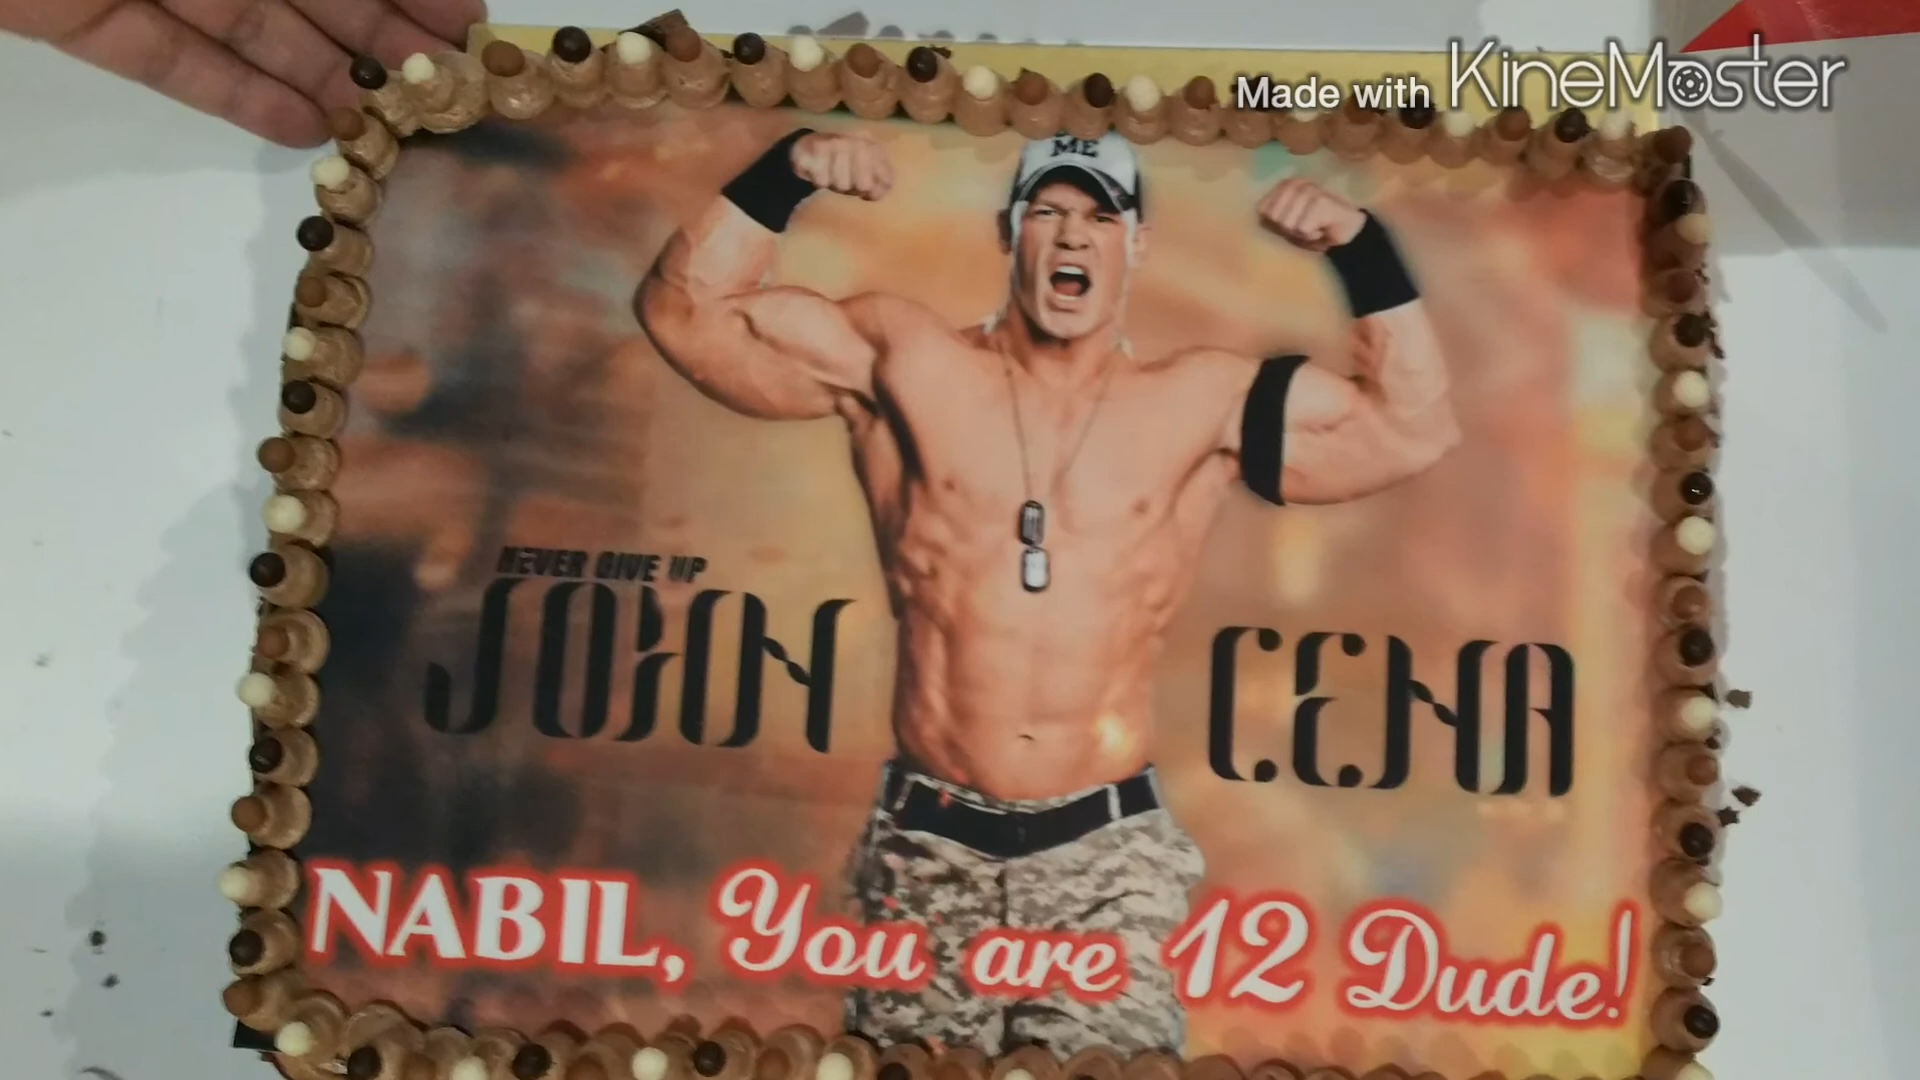 Made with KineMaster
ME
NEVER GIVE UP
JOHN CENA
NABIL, You are 12 Dude!